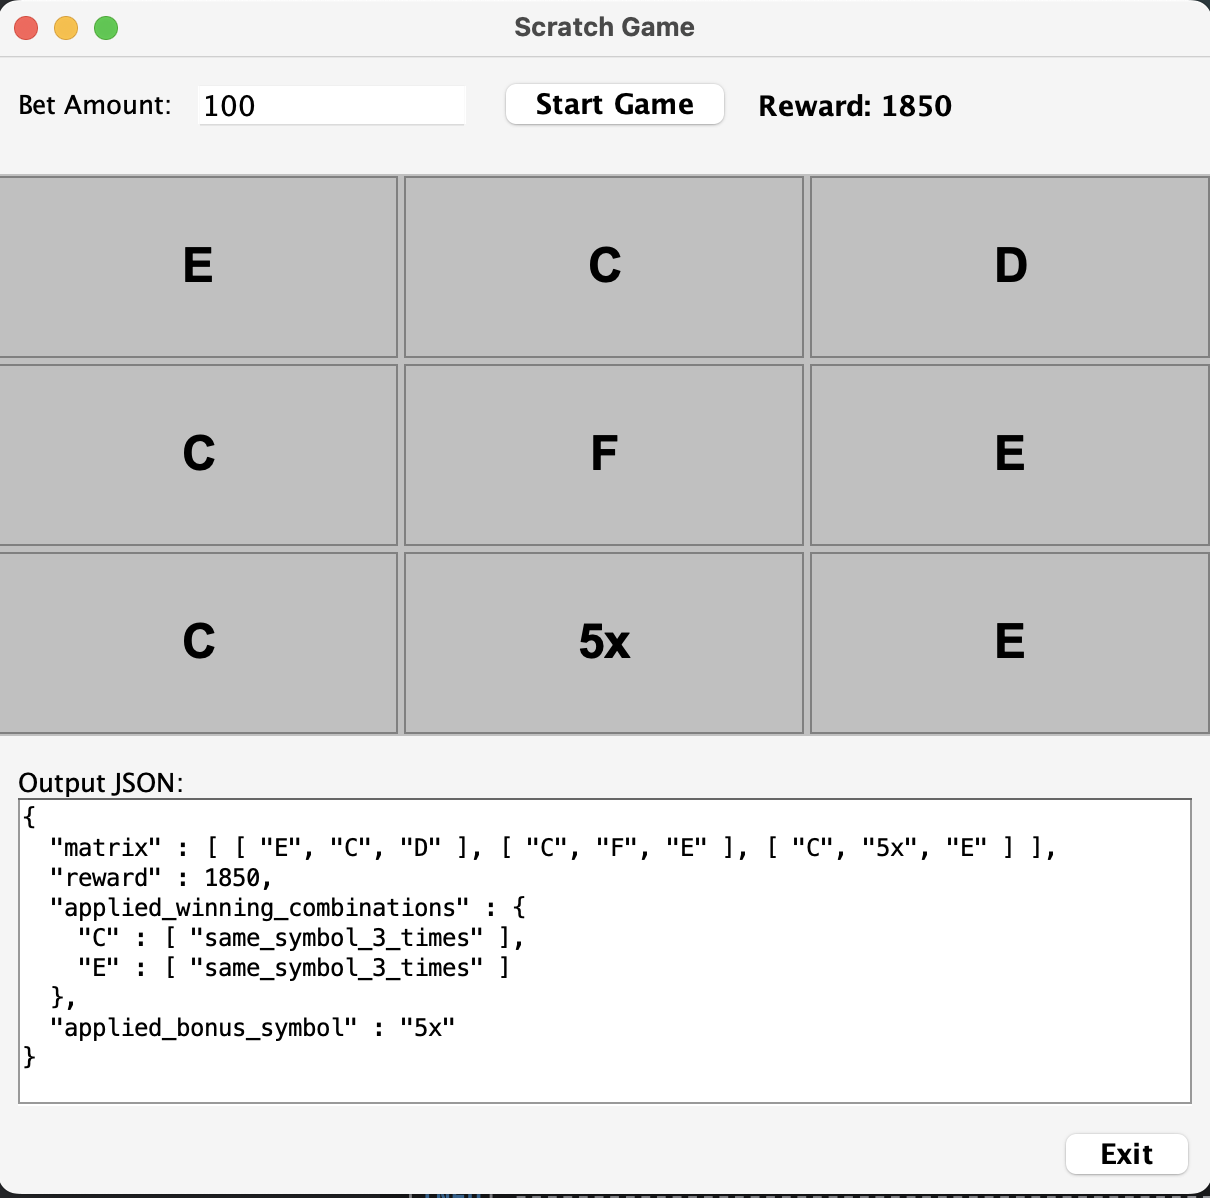 Scratch Game
Bet Amount: 100 Start Game Reward: 1850
E C D
C F E
C 5x E
Output JSON:
{
  "matrix" : [ [ "E", "C", "D" ], [ "C", "F", "E" ], [ "C", "5x", "E" ] ],
  "reward" : 1850,
  "applied_winning_combinations" : {
    "C" : [ "same_symbol_3_times" ],
    "E" : [ "same_symbol_3_times" ]
  },
  "applied_bonus_symbol" : "5x"
}
Exit